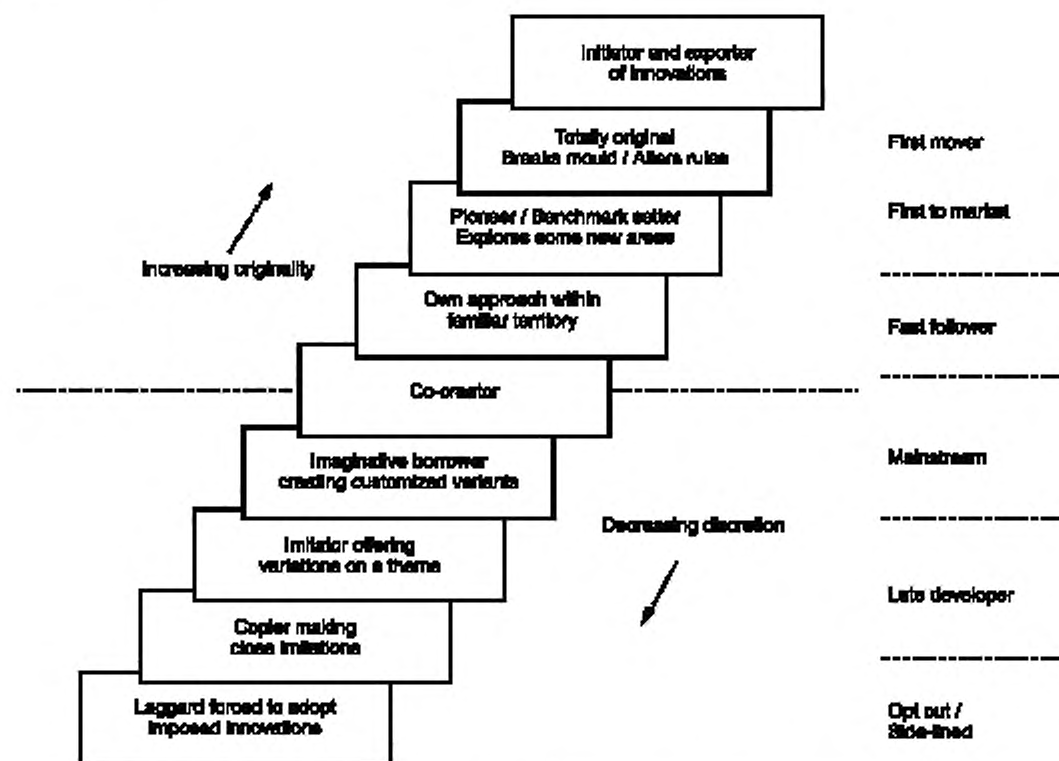 Initiator and exporter
of innovations
Totally original
Breaks mould / Alters rules
First mover
Pioneer / Benchmark setter
Explores some new areas
First to market
Increasing originality
Own approach within
familiar territory
Fast follower
Co-creator
Imaginative borrower
creating customized variants
Mainstream
Decreasing discretion
Imitator offering
variations on a theme
Late developer
Copier making
close imitations
Laggard forced to adopt
imposed innovations
Opt out /
Side-lined